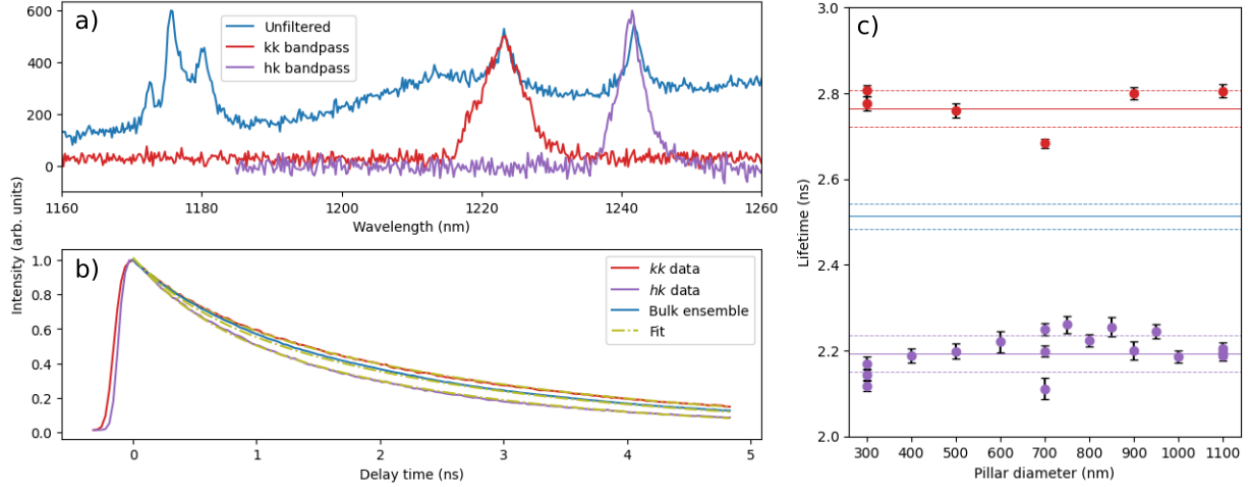 a)
Unfiltered
kk bandpass
hk bandpass
600
400
200
0
1160
1180
1200
1220
1240
1260
Wavelength (nm)
Intensity (arb. units)
b)
kk data
hk data
Bulk ensemble
Fit
1.0
0.8
0.6
0.4
0.2
0.0
0
1
2
3
4
5
Delay time (ns)
c)
3.0
2.8
2.6
2.4
2.2
2.0
Lifetime (ns)
300
400
500
600
700
800
900
1000
1100
Pillar diameter (nm)